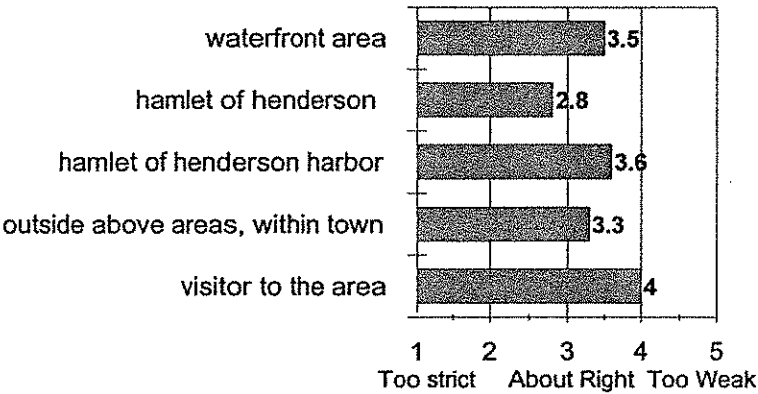 waterfront area 3.5
hamlet of henderson 2.8
hamlet of henderson harbor 3.6
outside above areas, within town 3.3
visitor to the area 4
1 2 3 4 5
Too strict About Right Too Weak